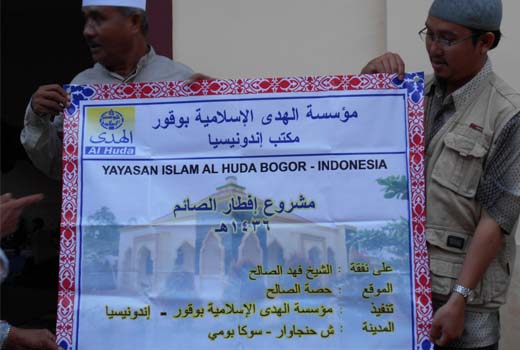 مؤسسة الهدى الإسلامية بوقور
مكتب إندونيسيا
الهدى
Al Huda
YAYASAN ISLAM AL HUDA BOGOR - INDONESIA
مشروع إفطار الصائم
١٤٣٦هـ
على نفقة : الشيخ فهد الصالح
الموقع : حصة الصالح
تنفيذ : مؤسسة الهدى الإسلامية بوقور - إندونيسيا
المدينة : ش حنجاوار - سوكا بومي